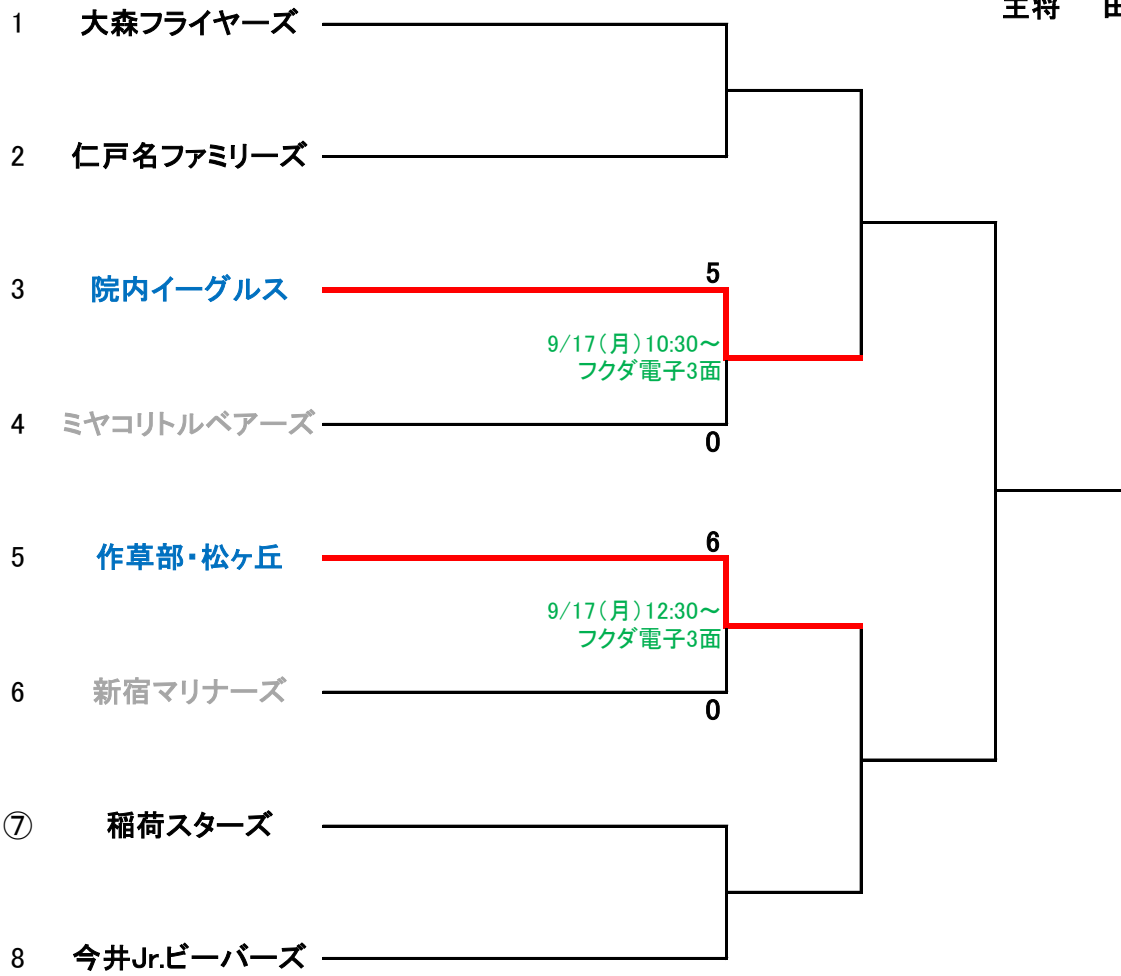 主将 田
1 大森フライヤーズ
2 仁戸名ファミリーズ
3 院内イーグルス
5
9/17(月)10:30～
フクダ電子3面
4 ミヤコリトルベアーズ
0
5 作草部・松ヶ丘
6
9/17(月)12:30～
フクダ電子3面
6 新宿マリナーズ
0
⑦ 稲荷スターズ
8 今井Jr.ビーバーズ